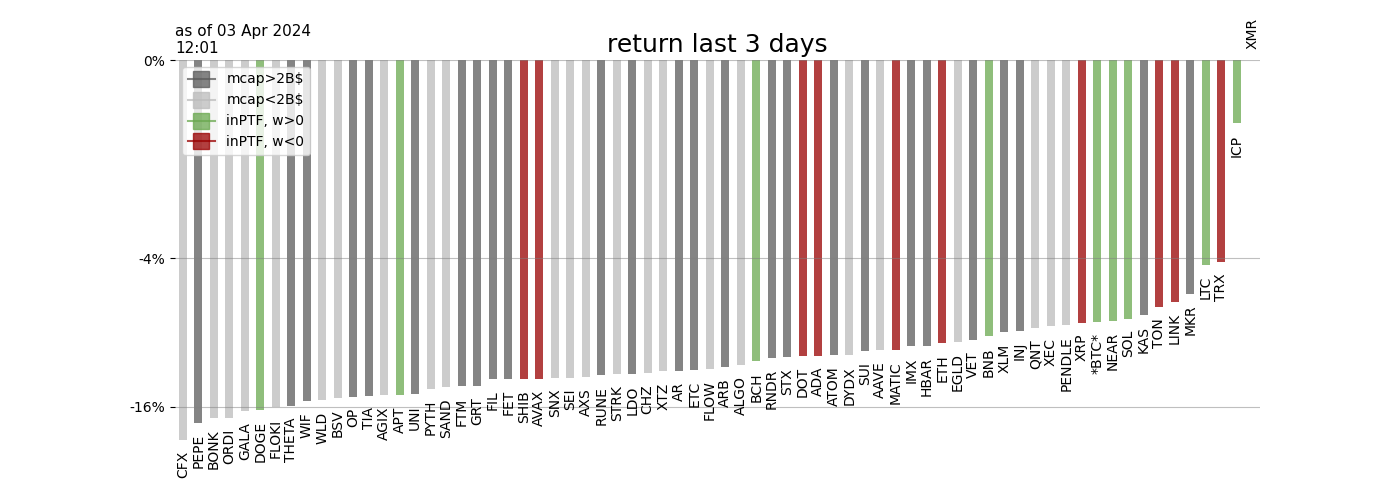 as of 03 Apr 2024
12:01
return last 3 days
XMR
0%
-4%
-16%
mcap>2B$
mcap<2B$
inPTF, w>0
inPTF, w<0
CFX
PEPE
BONK
ORDI
GALA
DOGE
FLOKI
THETA
WIF
WLD
BSV
OP
TIA
AGIX
APT
UNI
PYTH
SAND
FTM
GRT
FIL
FET
SHIB
AVAX
SNX
SEI
AXS
RUNE
STRK
LDO
CHZ
XTZ
AR
ETC
FLOW
ARB
ALGO
BCH
RNDR
STX
DOT
ADA
ATOM
DYDX
SUI
AAVE
MATIC
IMX
HBAR
ETH
EGLD
VET
BNB
XLM
INJ
QNT
XEC
PENDLE
XRP
*BTC*
NEAR
SOL
KAS
TON
LINK
MKR
LTC
TRX
ICP